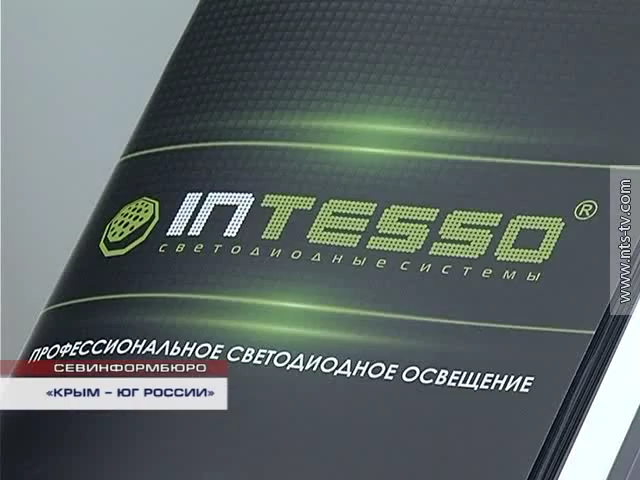 INTESSO®
светодиодные системы
ПРОФЕССИОНАЛЬНОЕ СВЕТОДИОДНОЕ ОСВЕЩЕНИЕ
СЕВИНФОРМБЮРО
«КРЫМ – ЮГ РОССИИ»
www.nts-tv.com